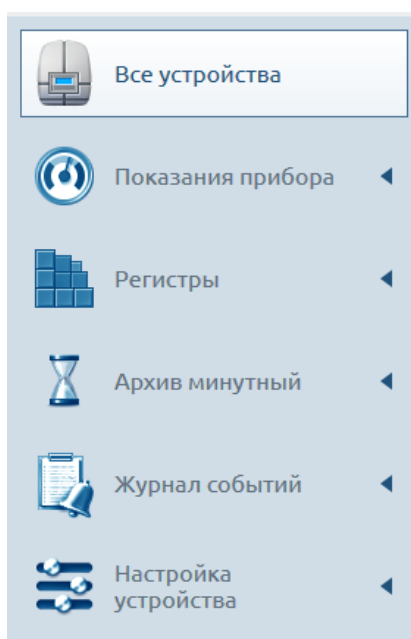 Все устройства
Показания прибора
Регистры
Архив минутный
Журнал событий
Настройка
устройства